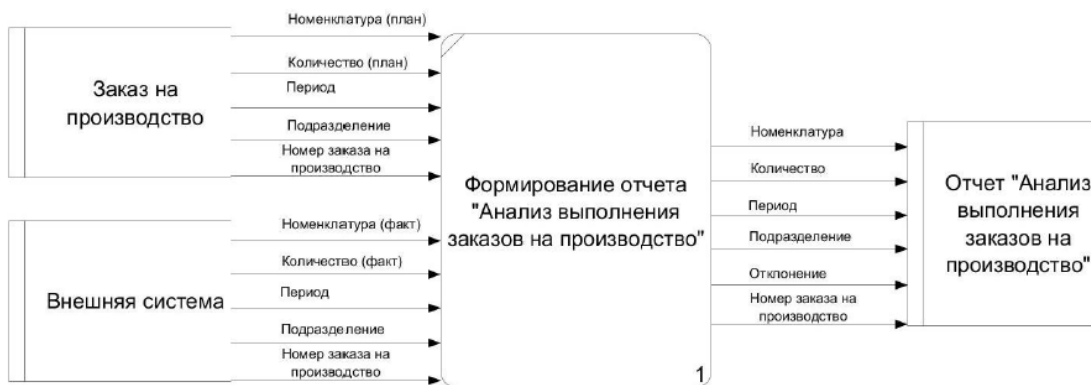 Заказ на
производство
Номенклатура (план)
Количество (план)
Период
Подразделение
Номер заказа на
производство
Внешняя система
Номенклатура (факт)
Количество (факт)
Период
Подразделение
Номер заказа на
производство
Формирование отчета
"Анализ выполнения
заказов на производство"
1
Номенклатура
Количество
Период
Подразделение
Отклонение
Номер заказа на
производство
Отчет "Анализ
выполнения
заказов на
производство"